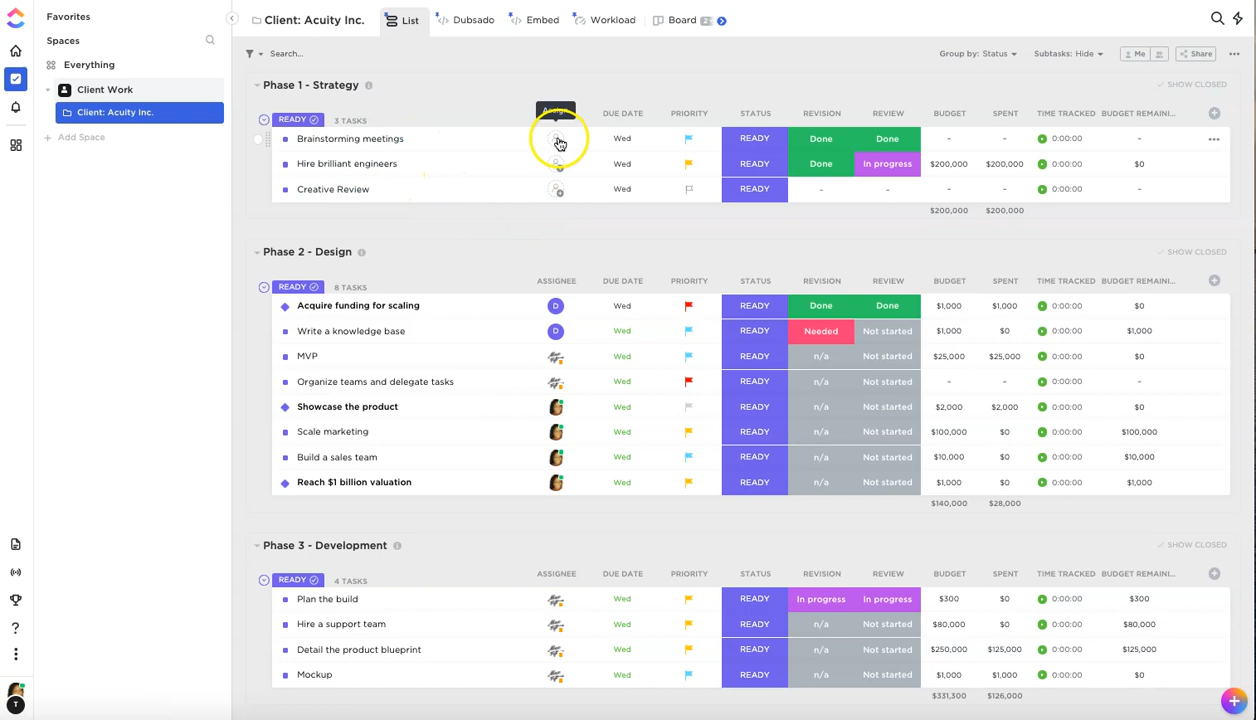 Favorites
Spaces
Everything
Client Work
Client: Acuity Inc.
Add Space
T
Client: Acuity Inc. List Dubsado Embed Workload Board
Search... Group by: Status Subtasks: Hide Me Share
Phase 1 - Strategy SHOW CLOSED
READY 3 TASKS DUE DATE PRIORITY STATUS REVISION REVIEW BUDGET SPENT TIME TRACKED BUDGET REMAINI...
Brainstorming meetings Wed READY Done Done - - 0:00:00 -
Hire brilliant engineers Wed READY Done In progress $200,000 $200,000 0:00:00 $0
Creative Review Wed READY - - - - 0:00:00 -
$200,000 $200,000
Phase 2 - Design SHOW CLOSED
READY 8 TASKS ASSIGNEE DUE DATE PRIORITY STATUS REVISION REVIEW BUDGET SPENT TIME TRACKED BUDGET REMAINI...
Acquire funding for scaling D Wed READY Done Done $1,000 $1,000 0:00:00 $0
Write a knowledge base D Wed READY Needed Not started $1,000 $0 0:00:00 $1,000
MVP Wed READY n/a Not started $25,000 $25,000 0:00:00 $0
Organize teams and delegate tasks Wed READY n/a Not started - - 0:00:00 -
Showcase the product Wed READY n/a Not started $2,000 $2,000 0:00:00 $0
Scale marketing Wed READY n/a Not started $100,000 $0 0:00:00 $100,000
Build a sales team Wed READY n/a Not started $10,000 $0 0:00:00 $10,000
Reach $1 billion valuation Wed READY n/a Not started $1,000 $0 0:00:00 $1,000
$140,000 $28,000
Phase 3 - Development SHOW CLOSED
READY 4 TASKS ASSIGNEE DUE DATE PRIORITY STATUS REVISION REVIEW BUDGET SPENT TIME TRACKED BUDGET REMAINI...
Plan the build Wed READY In progress In progress $300 $0 0:00:00 $300
Hire a support team Wed READY n/a Not started $80,000 $0 0:00:00 $80,000
Detail the product blueprint Wed READY n/a Not started $250,000 $125,000 0:00:00 $125,000
Mockup Wed READY n/a Not started $1,000 $1,000 0:00:00 $0
$331,300 $126,000